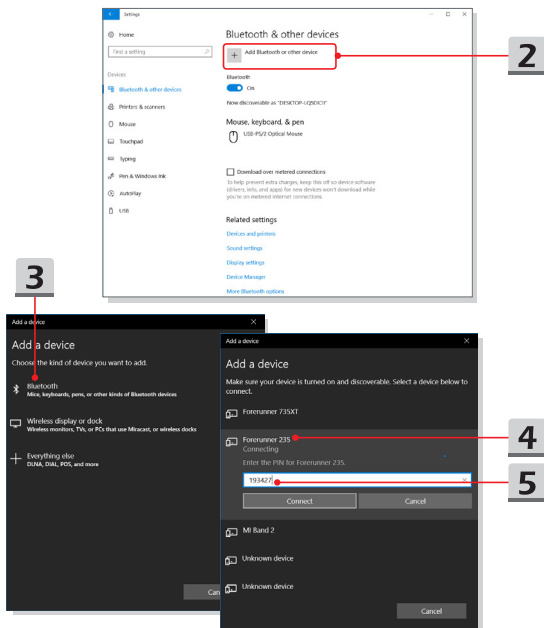 Settings
Home
Find a setting
Devices
Bluetooth & other devices
Printers & scanners
Mouse
Touchpad
Typing
Pen & Windows Ink
AutoPlay
USB
Bluetooth & other devices
Add Bluetooth or other device
2
Bluetooth
On
Now discoverable as
Mouse, keyboard, & pen
USB-PS/2 Optical Mouse
Download over metered connections
To help prevent extra charges, keep this off so device software
(drivers, info, and apps) for new devices won't download while
you're on metered internet connections.
Related settings
Devices and printers
Sound settings
Display settings
Device Manager
More Bluetooth options
3
Add a device
Add a device
Choose the kind of device you want to add.
Bluetooth
Mice, keyboards, pens, or other kinds of Bluetooth devices
Wireless display or dock
Wireless monitors, TVs, or PCs that use Miracast, or wireless docks
Everything else
DLNA, DIAL, POS, and more
Can
Add a device
Add a device
Make sure your device is turned on and discoverable. Select a device below to
connect.
Forerunner 735XT
Forerunner 235
4
Connecting
Enter the PIN for Forerunner 235.
193427
5
Connect
Cancel
MI Band 2
Unknown device
Unknown device
Cancel